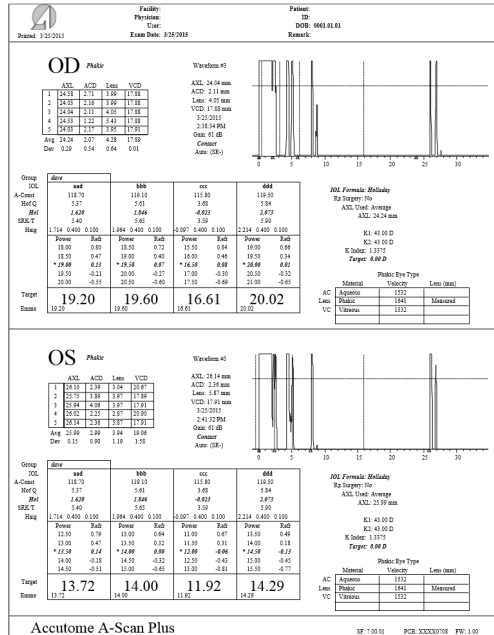 Facility:
Physician:
User:
Exam Date: 3/25/2015
Patient:
ID:
DOB: 0001.01.01
Remark:
Printed: 3/25/2015
OD Phakic
AXL ACD Lens VCD
1 24.58 2.71 3.99 17.88
2 24.03 2.16 3.99 17.88
3 24.04 2.11 4.05 17.88
4 24.53 1.22 5.43 17.88
5 24.03 2.17 3.95 17.91
Avg 24.24 2.07 4.28 17.89
Dev 0.29 0.54 0.64 0.01
Waveform #3
AXL: 24.04 mm
ACD: 2.11 mm
Lens: 4.05 mm
VCD: 17.88 mm
3/25/2015
2:38:34 PM
Gain: 61 dB
Contact
Auto: (SR-)
0 5 10 15 20 25 30
Group dave
IOL aad bbb ccc ddd
A-Const 118.70 119.10 115.80 119.50
Hof Q 5.37 5.61 3.68 5.84
Hol 1.620 1.846 -0.023 2.073
SRK/T 5.40 5.65 3.59 5.90
Haig 1.714 0.400 0.100 1.964 0.400 0.100 -0.097 0.400 0.100 2.214 0.400 0.100
Power Refr Power Refr Power Refr Power Refr
18.00 0.80 18.50 0.72 15.50 0.84 19.00 0.66
18.50 0.47 19.00 0.40 16.00 0.46 19.50 0.34
* 19.00 0.13 * 19.50 0.07 * 16.50 0.08 * 20.00 0.01
19.50 -0.21 20.00 -0.27 17.00 -0.30 20.50 -0.32
20.00 -0.55 20.50 -0.60 17.50 -0.69 21.00 -0.65
Target 19.20 19.60 16.61 20.02
Emme 19.20 19.60 16.61 20.02
IOL Formula: Holladay
Rx Surgery: No
AXL Used: Average
AXL: 24.24 mm
K1: 43.00 D
K2: 43.00 D
K Index: 1.3375
Target: 0.00 D
Phakic Eye Type
Material Velocity Lens (mm)
AC Aqueous 1532
Lens Phakic 1641 Measured
VC Vitreous 1532
OS Phakic
AXL ACD Lens VCD
1 26.10 2.39 3.04 20.67
2 25.75 3.89 3.97 17.89
3 25.94 4.06 3.97 17.91
4 26.02 2.25 2.87 20.90
5 26.14 2.36 5.87 17.91
Avg 25.99 2.99 3.94 19.06
Dev 0.15 0.90 1.19 1.58
Waveform #5
AXL: 26.14 mm
ACD: 2.36 mm
Lens: 5.87 mm
VCD: 17.91 mm
3/25/2015
2:41:32 PM
Gain: 61 dB
Contact
Auto: (SR-)
0 5 10 15 20 25 30
Group dave
IOL aad bbb ccc ddd
A-Const 118.70 119.10 115.80 119.50
Hof Q 5.37 5.61 3.68 5.84
Hol 1.620 1.846 -0.023 2.073
SRK/T 5.40 5.65 3.59 5.90
Haig 1.714 0.400 0.100 1.964 0.400 0.100 -0.097 0.400 0.100 2.214 0.400 0.100
Power Refr Power Refr Power Refr Power Refr
12.50 0.79 13.00 0.64 11.00 0.67 13.50 0.49
13.00 0.47 13.50 0.32 11.50 0.31 14.00 0.18
* 13.50 0.14 * 14.00 0.00 * 12.00 -0.06 * 14.50 -0.13
14.00 -0.18 14.50 -0.32 12.50 -0.43 15.00 -0.45
14.50 -0.51 15.00 -0.65 13.00 -0.81 15.50 -0.77
Target 13.72 14.00 11.92 14.29
Emme 13.72 14.00 11.92 14.29
IOL Formula: Holladay
Rx Surgery: No
AXL Used: Average
AXL: 25.99 mm
K1: 43.00 D
K2: 43.00 D
K Index: 1.3375
Target: 0.00 D
Phakic Eye Type
Material Velocity Lens (mm)
AC Aqueous 1532
Lens Phakic 1641 Measured
VC Vitreous 1532
Accutome A-Scan Plus
SF: 7.00.01 PCB: XXXX0708 FW: 1.00